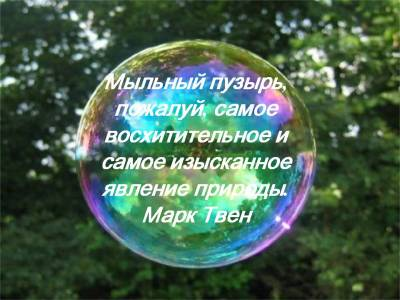 Мыльный пузырь,
пожалуй, самое
восхитительное и
самое изысканное
явление природы.
Марк Твен